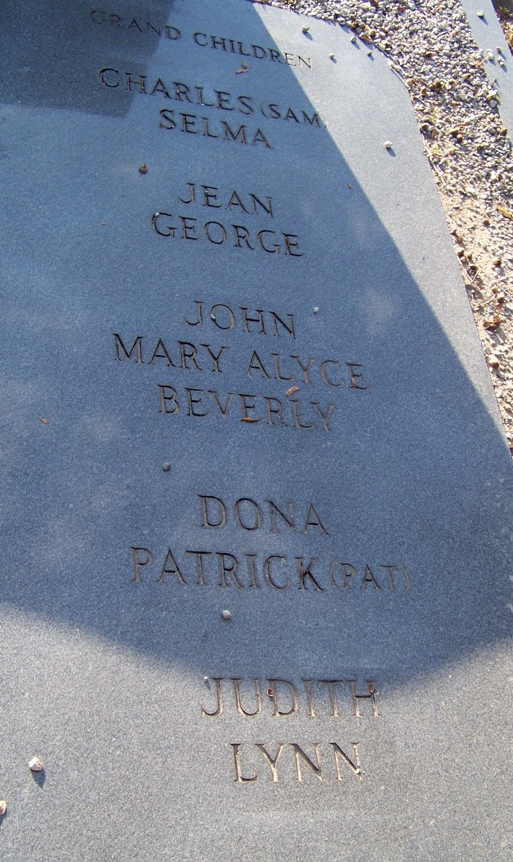 GRAND CHILDREN
CHARLES (SAM)
SELMA
JEAN
GEORGE
JOHN
MARY ALYCE
BEVERLY
DONA
PATRICK (PAT)
JUDITH
LYNN